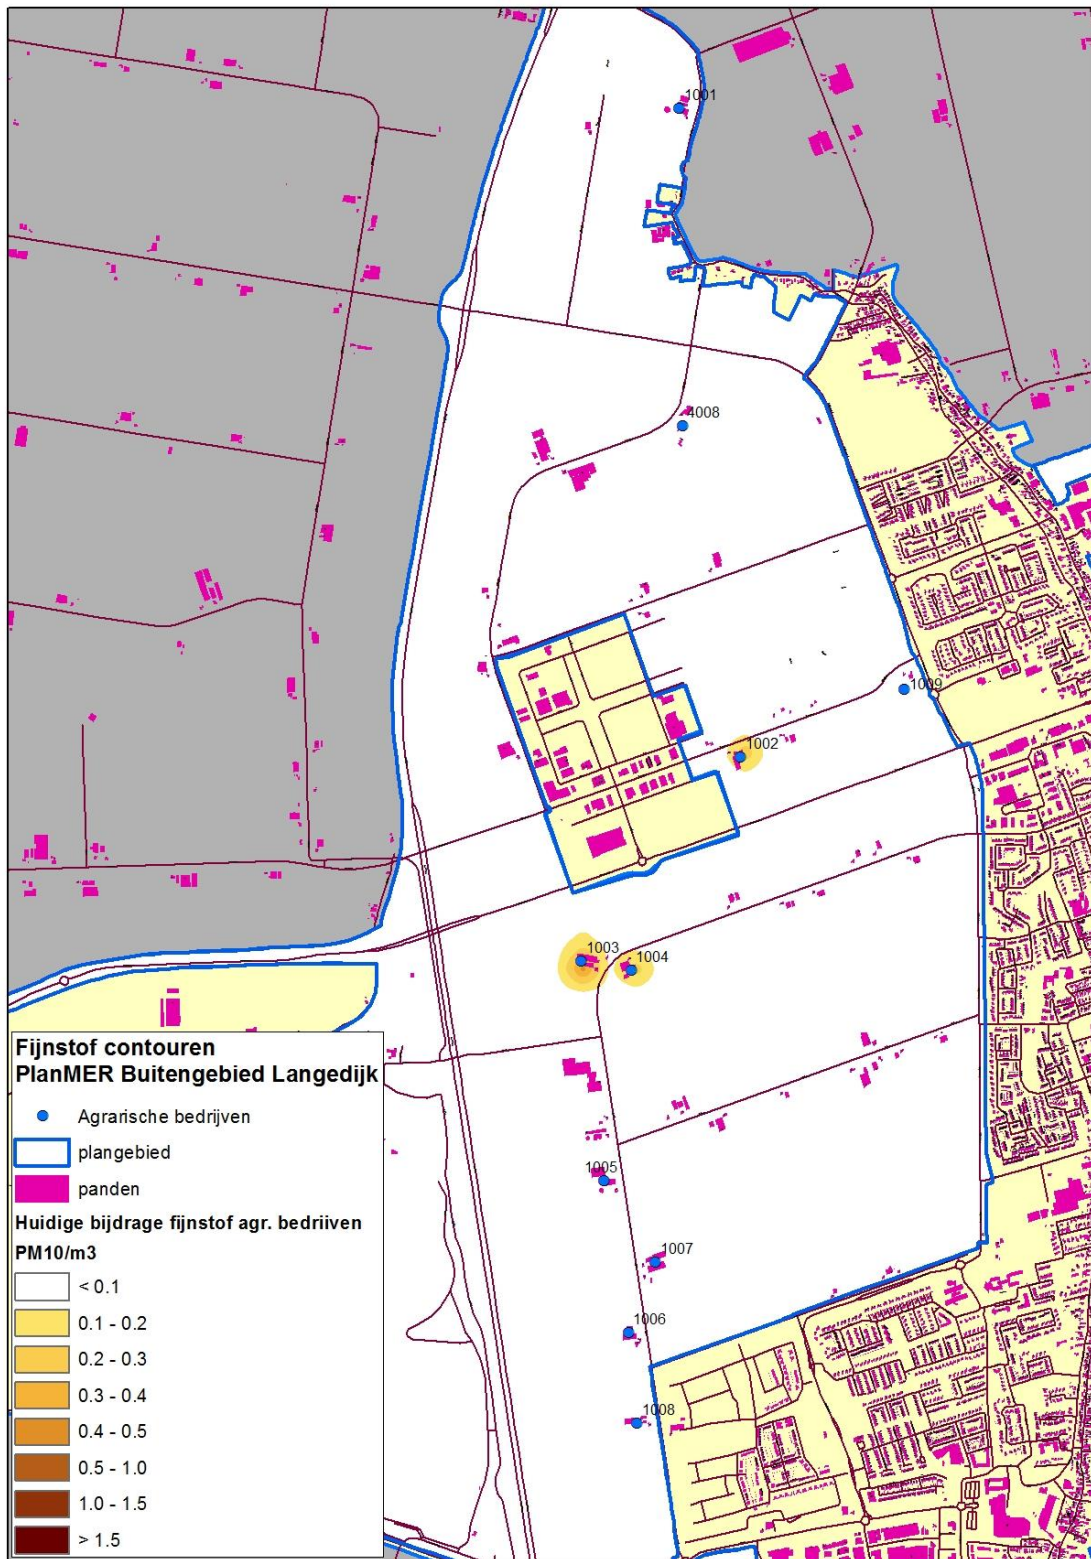 1001
4008
1009
1002
1003
1004
1005
1007
1006
1008
Fijnstof contouren
PlanMER Buitengebied Langedijk
Agrarische bedrijven
plangebied
panden
Huidige bijdrage fijnstof agr. bedrijven
PM10/m3
< 0.1
0.1 - 0.2
0.2 - 0.3
0.3 - 0.4
0.4 - 0.5
0.5 - 1.0
1.0 - 1.5
> 1.5